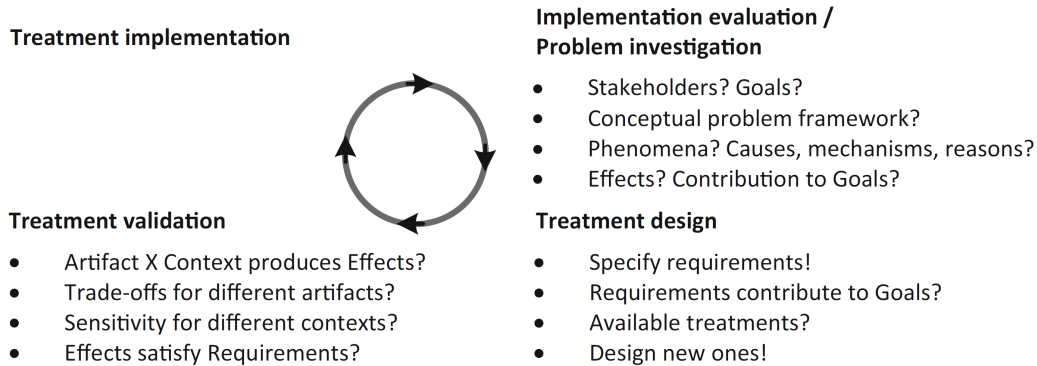 Treatment implementation
Implementation evaluation /
Problem investigation
• Stakeholders? Goals?
• Conceptual problem framework?
• Phenomena? Causes, mechanisms, reasons?
• Effects? Contribution to Goals?
Treatment validation
• Artifact X Context produces Effects?
• Trade-offs for different artifacts?
• Sensitivity for different contexts?
• Effects satisfy Requirements?
Treatment design
• Specify requirements!
• Requirements contribute to Goals?
• Available treatments?
• Design new ones!